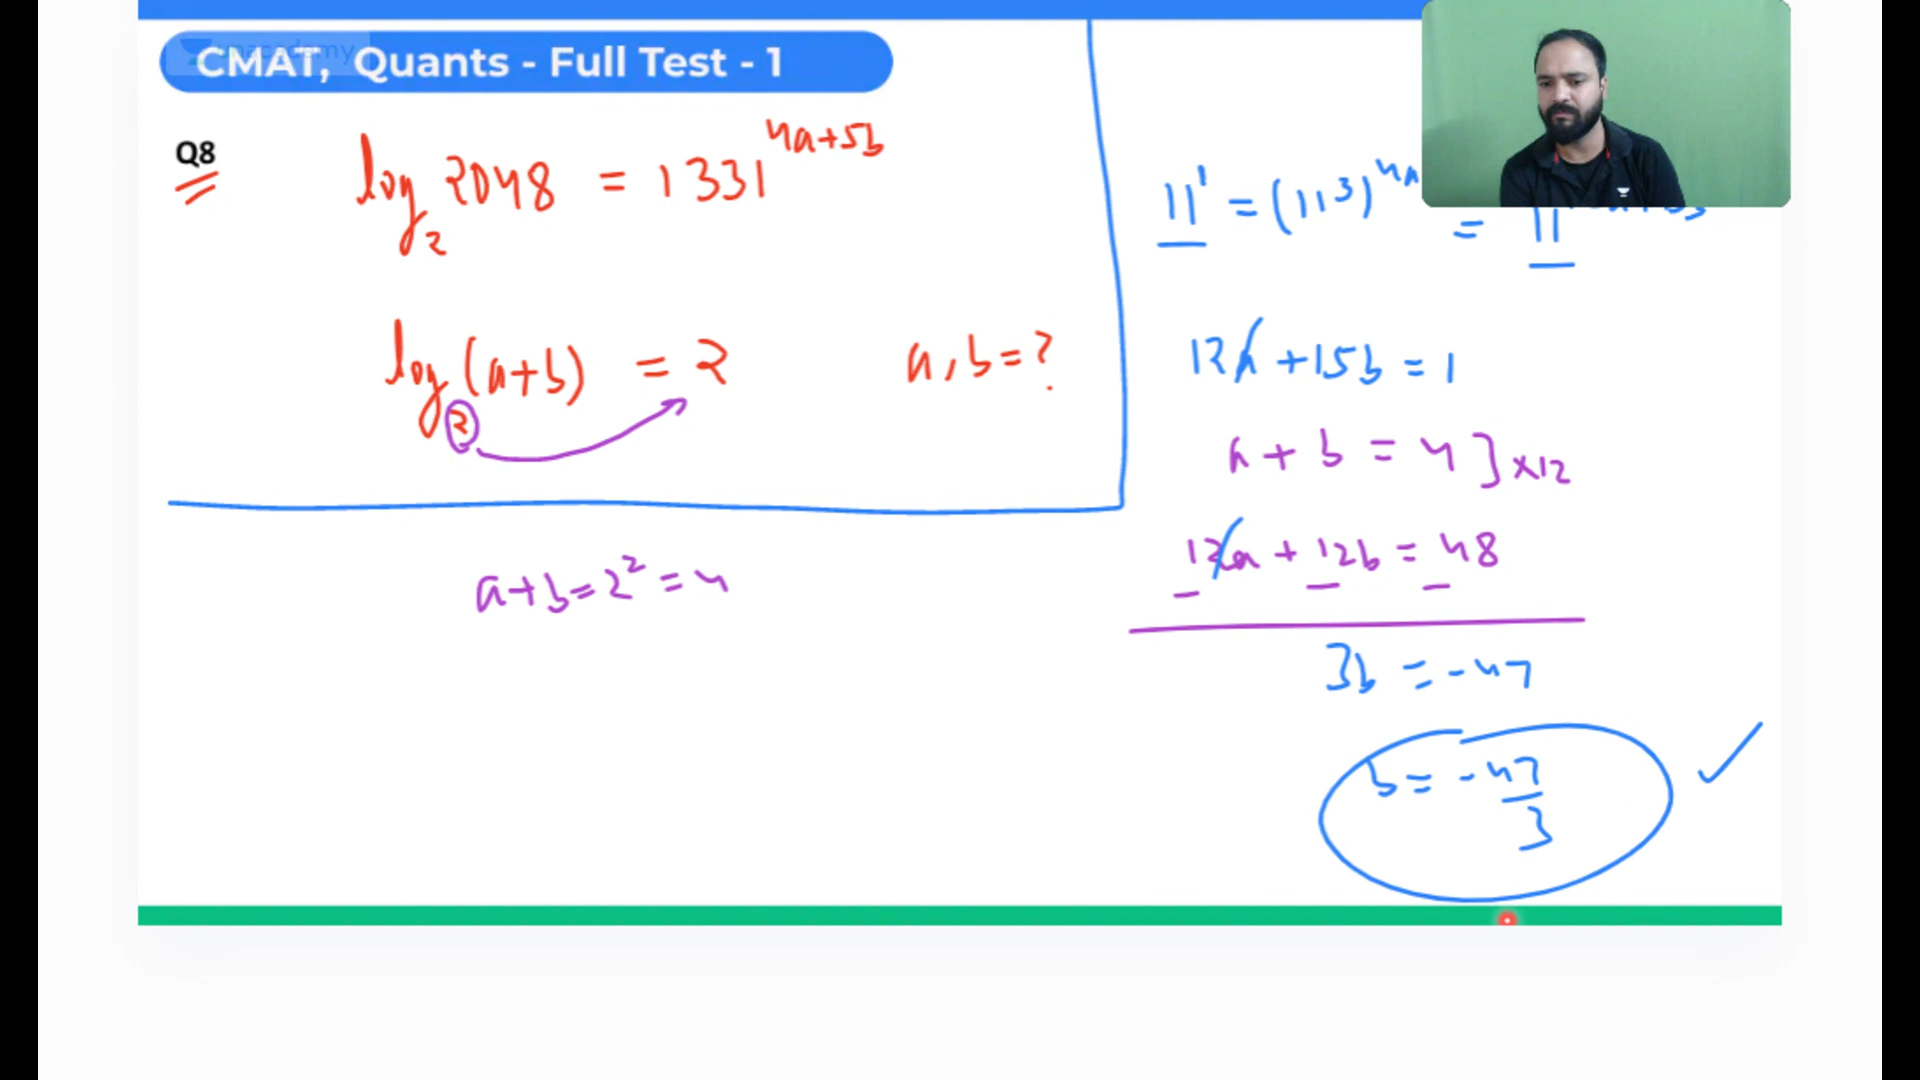 CMAT, Quants - Full Test - 1
Q8
log₂ 2048 = 1331^(4a+5b)
log₂ (a+b) = 2 a, b = ?
a+b = 2² = 4
11¹ = (11³)^4a
= 11
12a + 15b = 1
a + b = 4 ] ×12
12a + 12b = 48
3b = -47
b = -47/3 ✓